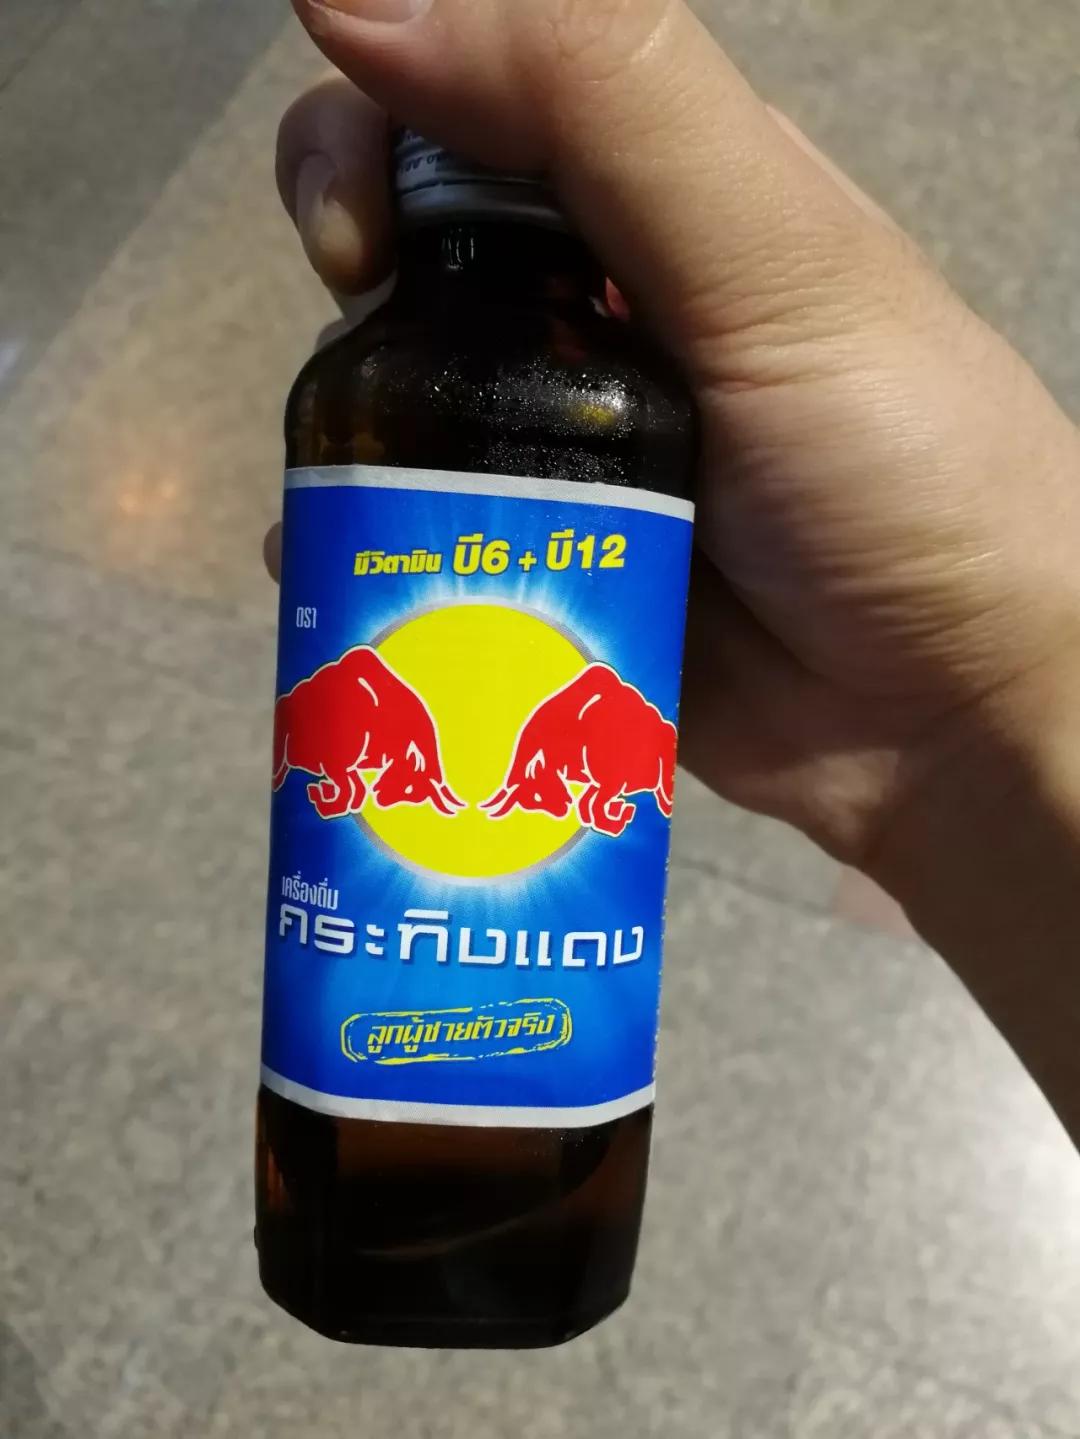 มีวิตามิน บี6 + บี12
ตรา
เครื่องดื่ม
กระทิงแดง
ลูกผู้ชายตัวจริง